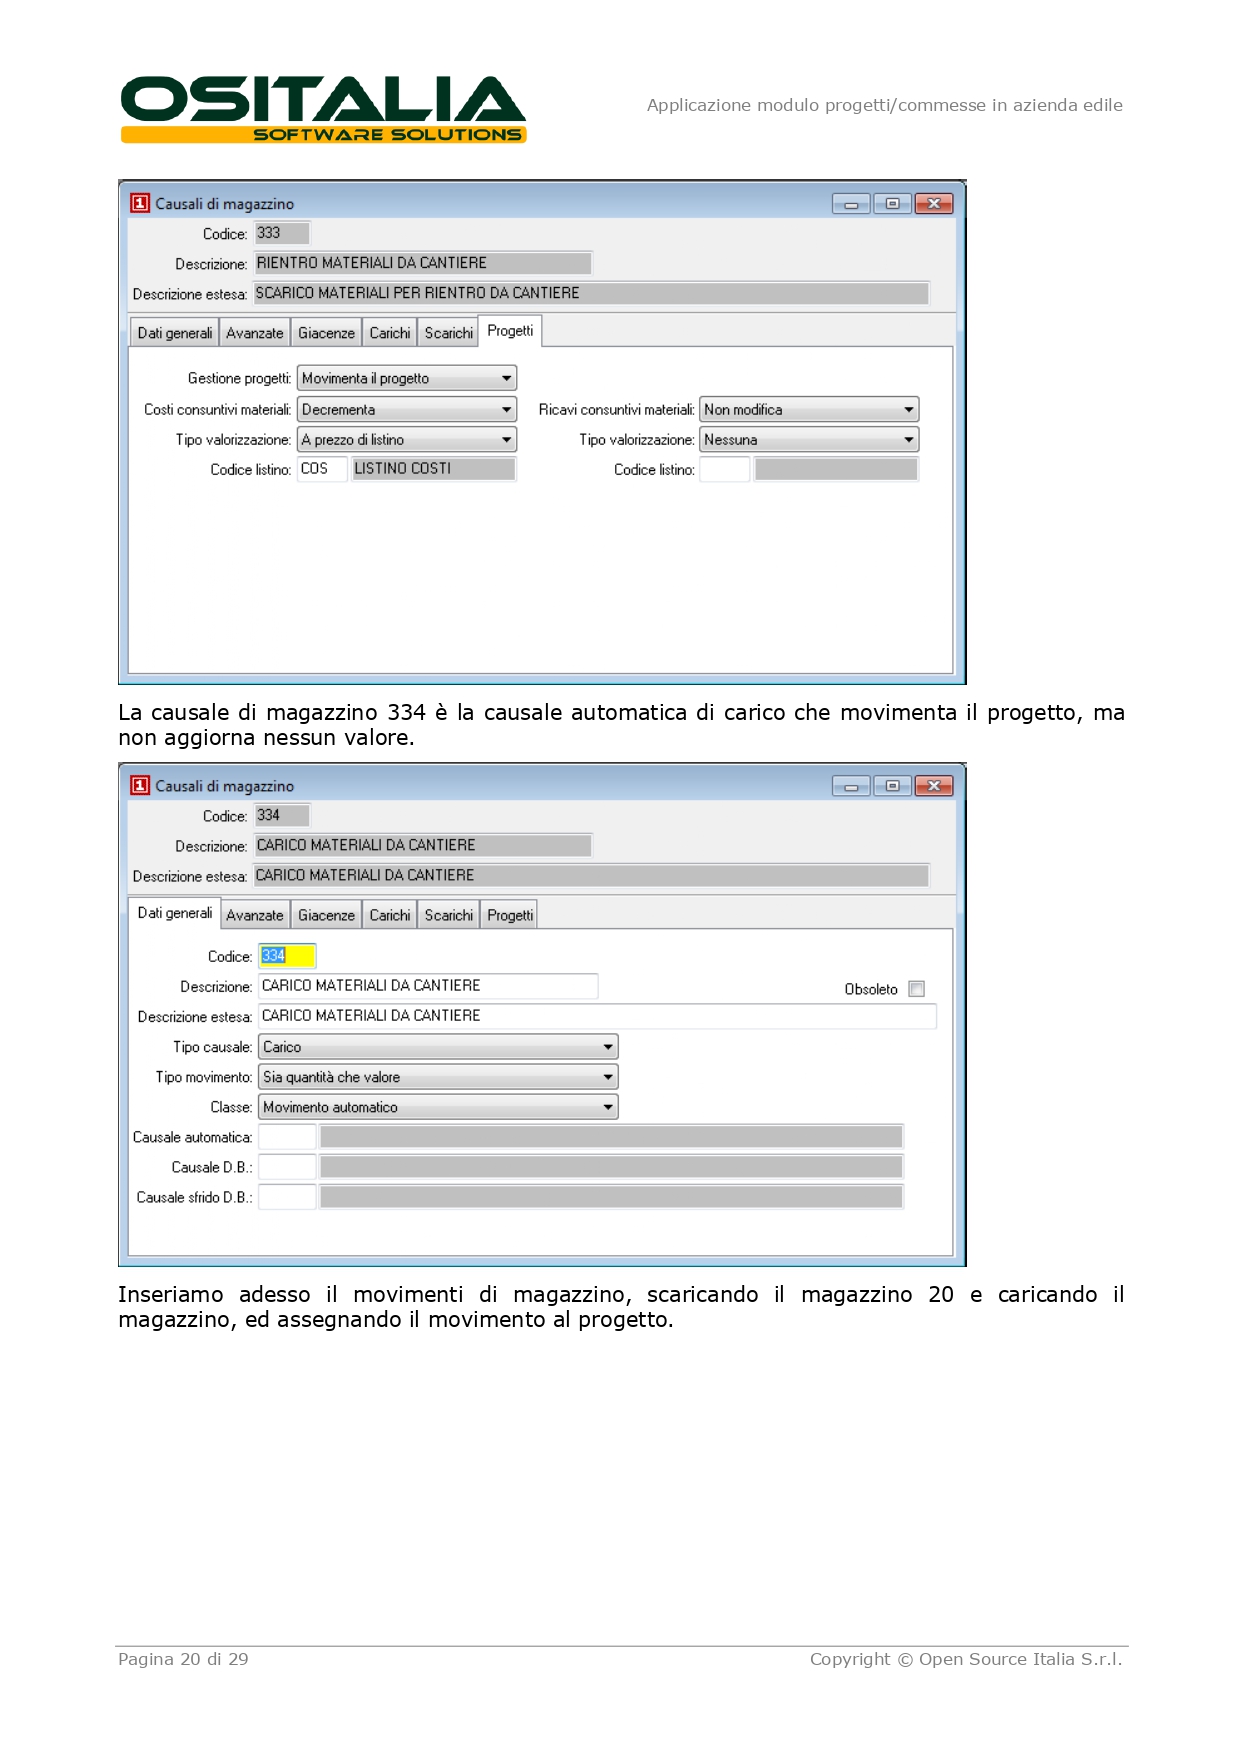 OSITALIA
SOFTWARE SOLUTIONS
Applicazione modulo progetti/commesse in azienda edile
1 Causali di magazzino
Codice: 333
Descrizione: RIENTRO MATERIALI DA CANTIERE
Descrizione estesa: SCARICO MATERIALI PER RIENTRO DA CANTIERE
Dati generali Avanzate Giacenze Carichi Scarichi Progetti
Gestione progetti: Movimenta il progetto
Costi consuntivi materiali: Decrementa Ricavi consuntivi materiali: Non modifica
Tipo valorizzazione: A prezzo di listino Tipo valorizzazione: Nessuna
Codice listino: COS LISTINO COSTI Codice listino:
La causale di magazzino 334 è la causale automatica di carico che movimenta il progetto, ma
non aggiorna nessun valore.
1 Causali di magazzino
Codice: 334
Descrizione: CARICO MATERIALI DA CANTIERE
Descrizione estesa: CARICO MATERIALI DA CANTIERE
Dati generali Avanzate Giacenze Carichi Scarichi Progetti
Codice: 334
Descrizione: CARICO MATERIALI DA CANTIERE Obsoleto
Descrizione estesa: CARICO MATERIALI DA CANTIERE
Tipo causale: Carico
Tipo movimento: Sia quantità che valore
Classe: Movimento automatico
Causale automatica:
Causale D.B.:
Causale sfrido D.B.:
Inseriamo adesso il movimenti di magazzino, scaricando il magazzino 20 e caricando il
magazzino, ed assegnando il movimento al progetto.
Pagina 20 di 29 Copyright © Open Source Italia S.r.l.